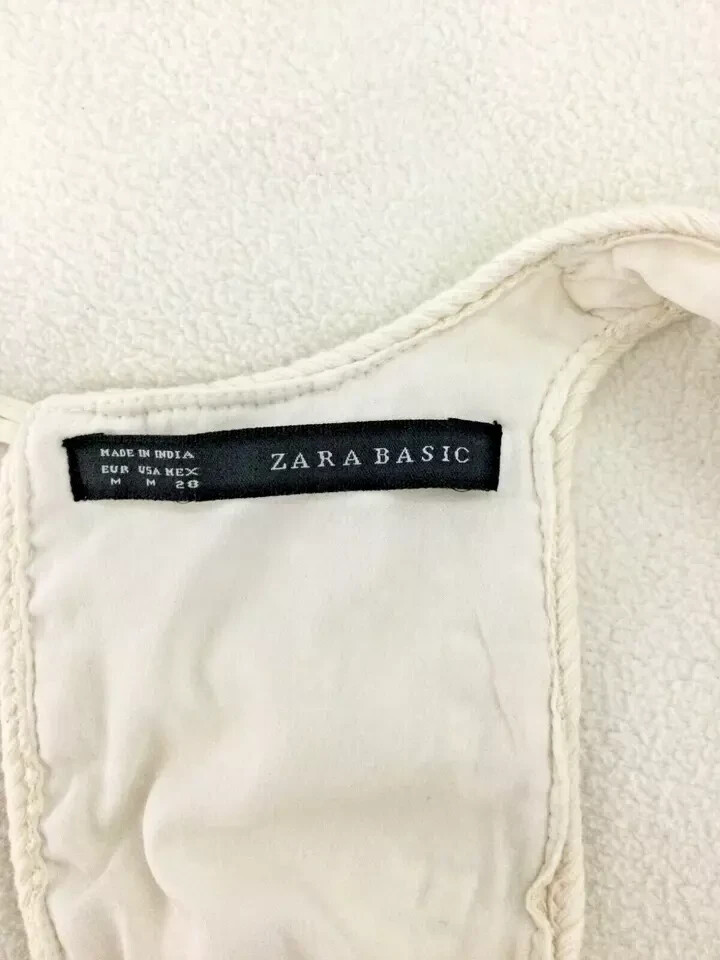 MADE IN INDIA
EUR USA MEX
M M 28
ZARA BASIC